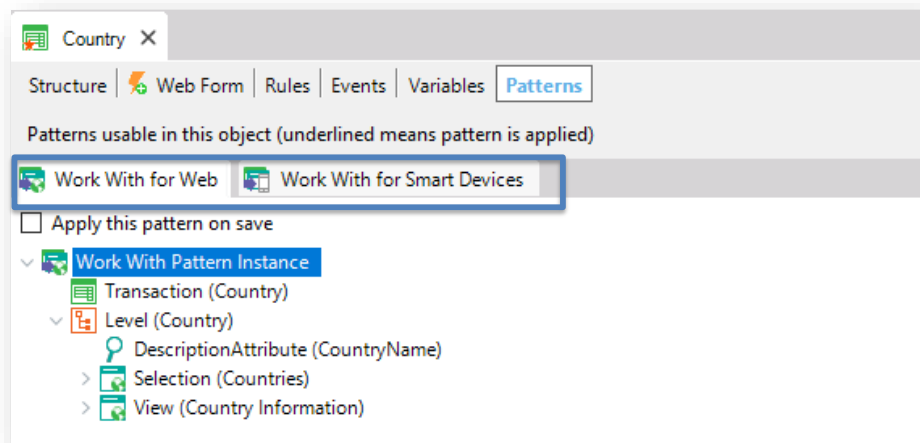 Country
Structure Web Form Rules Events Variables Patterns
Patterns usable in this object (underlined means pattern is applied)
Work With for Web Work With for Smart Devices
Apply this pattern on save
Work With Pattern Instance
Transaction (Country)
Level (Country)
DescriptionAttribute (CountryName)
Selection (Countries)
View (Country Information)